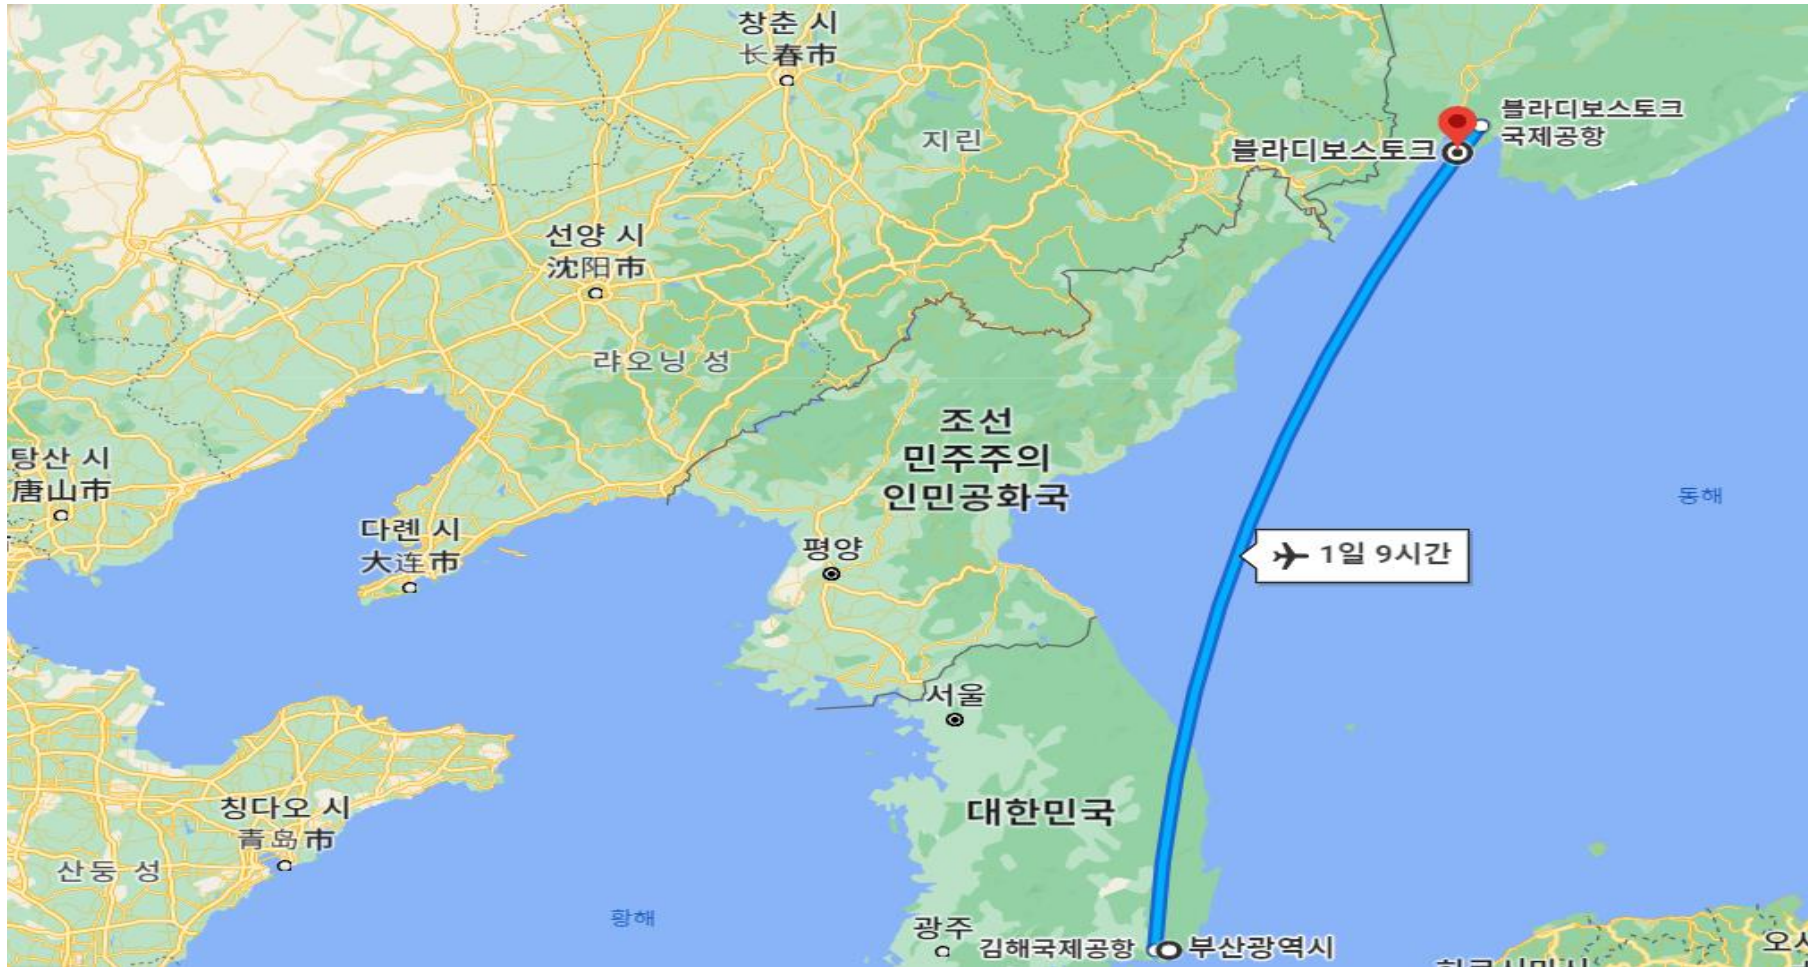 창춘 시
长春市
블라디보스토크
국제공항
지린
블라디보스토크
선양 시
沈阳市
랴오닝 성
조선
민주주의
인민공화국
탕산 시
唐山市
동해
다롄 시
大连市
평양
1일 9시간
서울
칭다오 시
青岛市
대한민국
산둥 성
황해
광주
김해국제공항
부산광역시